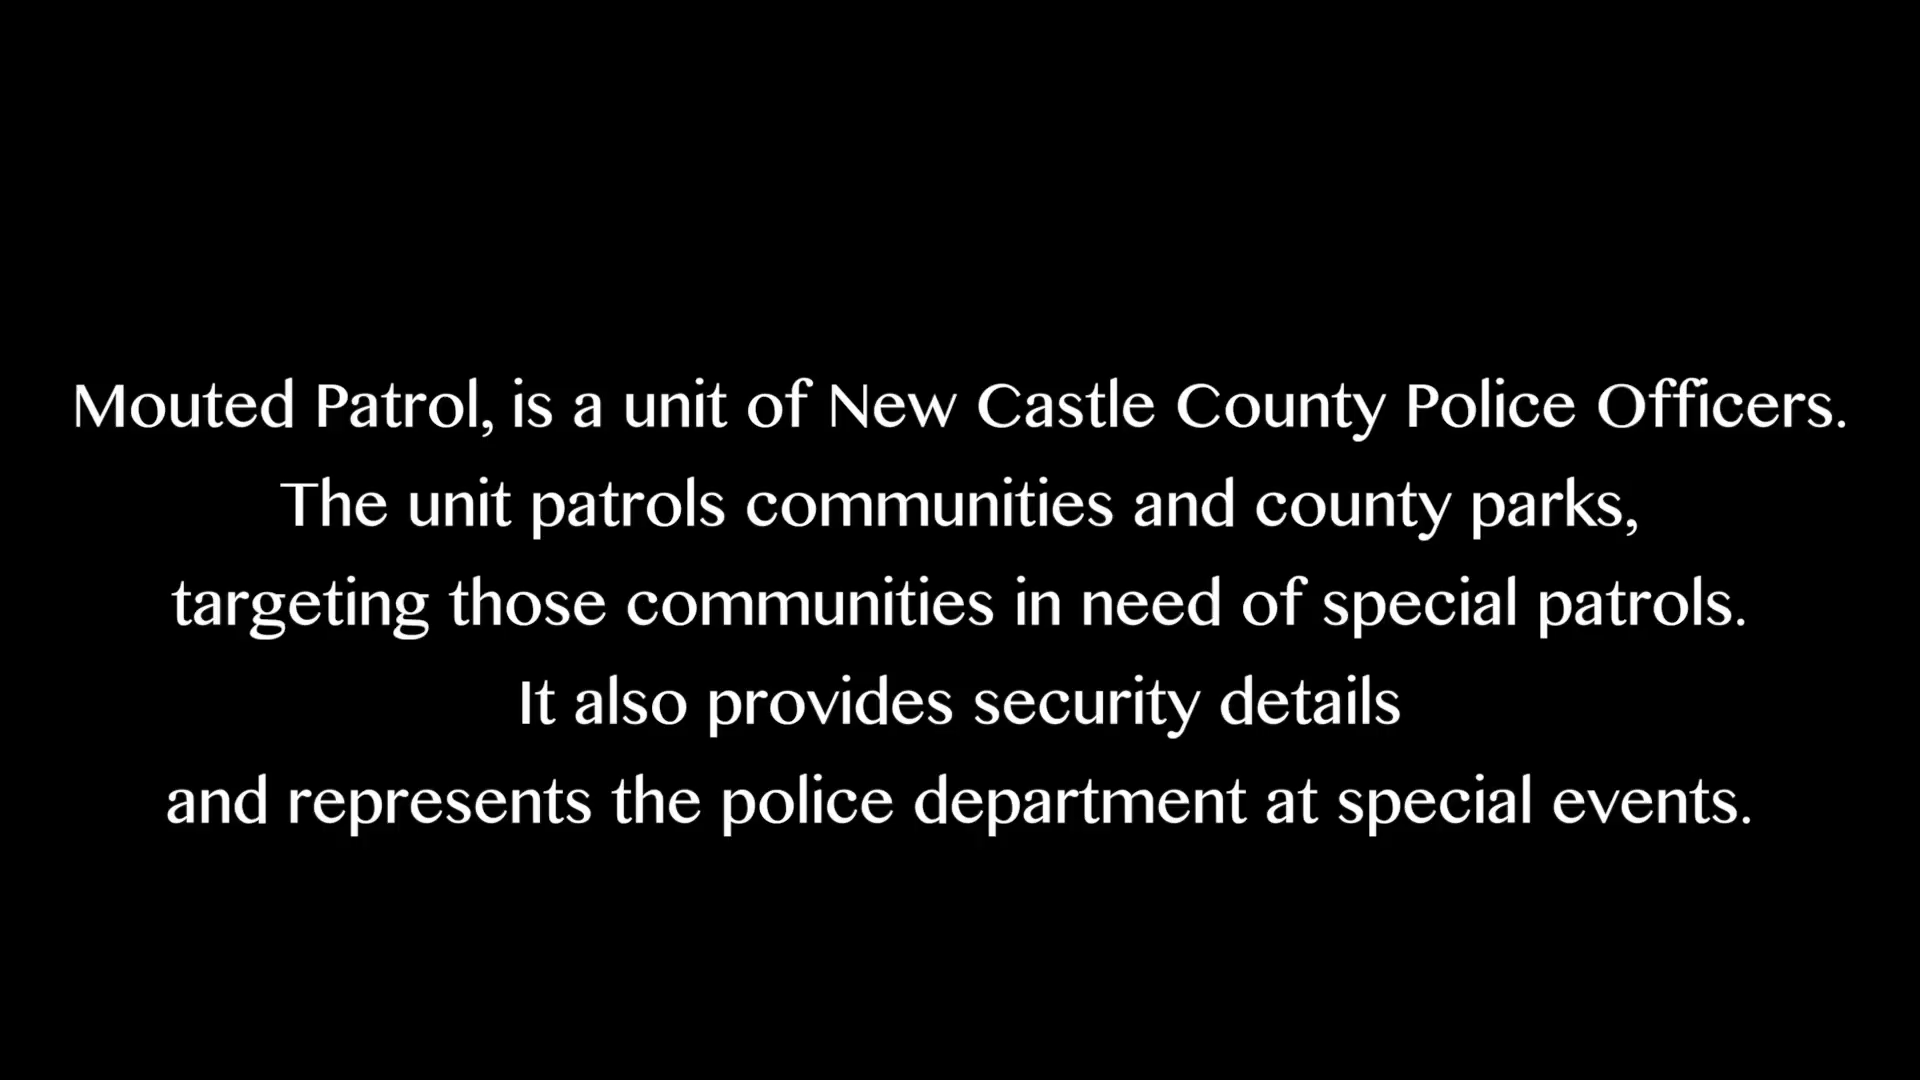 Mouted Patrol, is a unit of New Castle County Police Officers.
The unit patrols communities and county parks,
targeting those communities in need of special patrols.
It also provides security details
and represents the police department at special events.